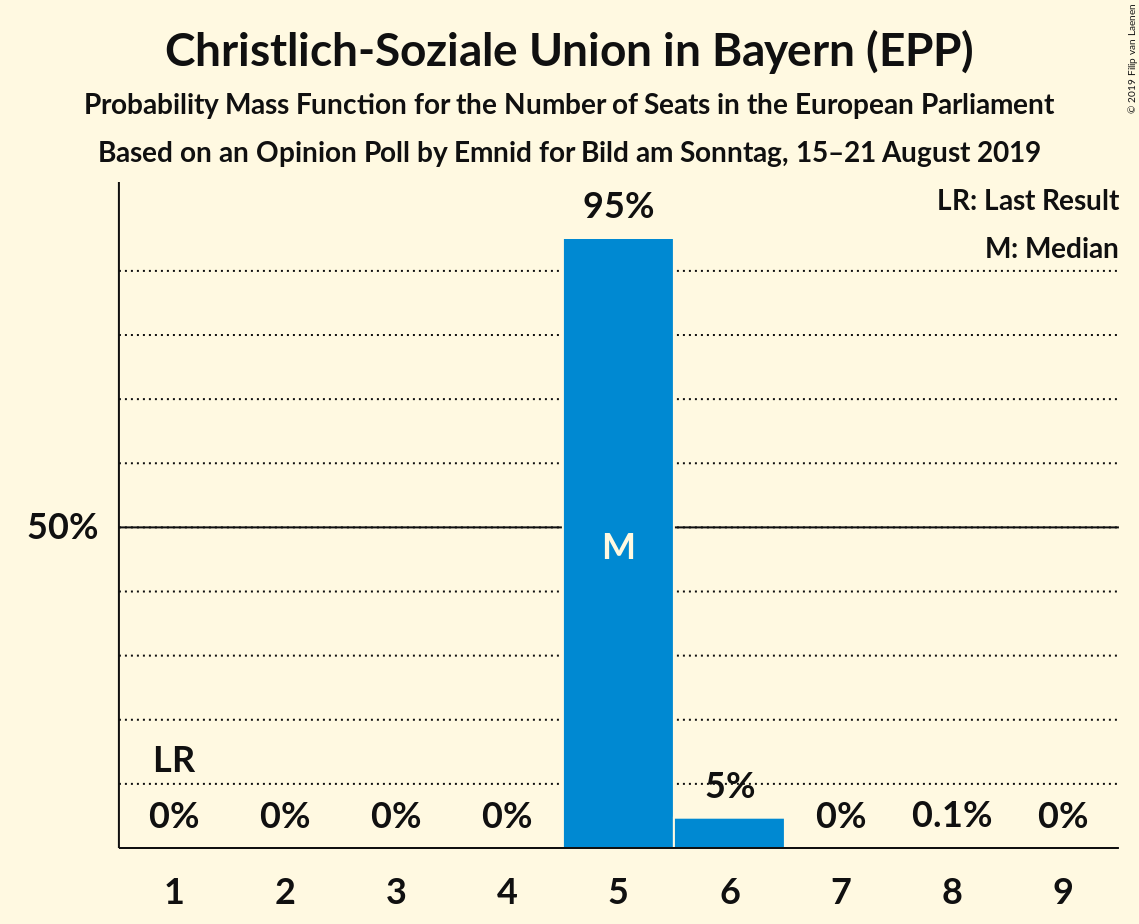 Christlich-Soziale Union in Bayern (EPP)
Probability Mass Function for the Number of Seats in the European Parliament
Based on an Opinion Poll by Emnid for Bild am Sonntag, 15–21 August 2019
© 2019 Filip van Laenen
LR: Last Result
M: Median
95%
50%
M
LR
5%
0% 0% 0% 0% 0% 0.1% 0%
1 2 3 4 5 6 7 8 9